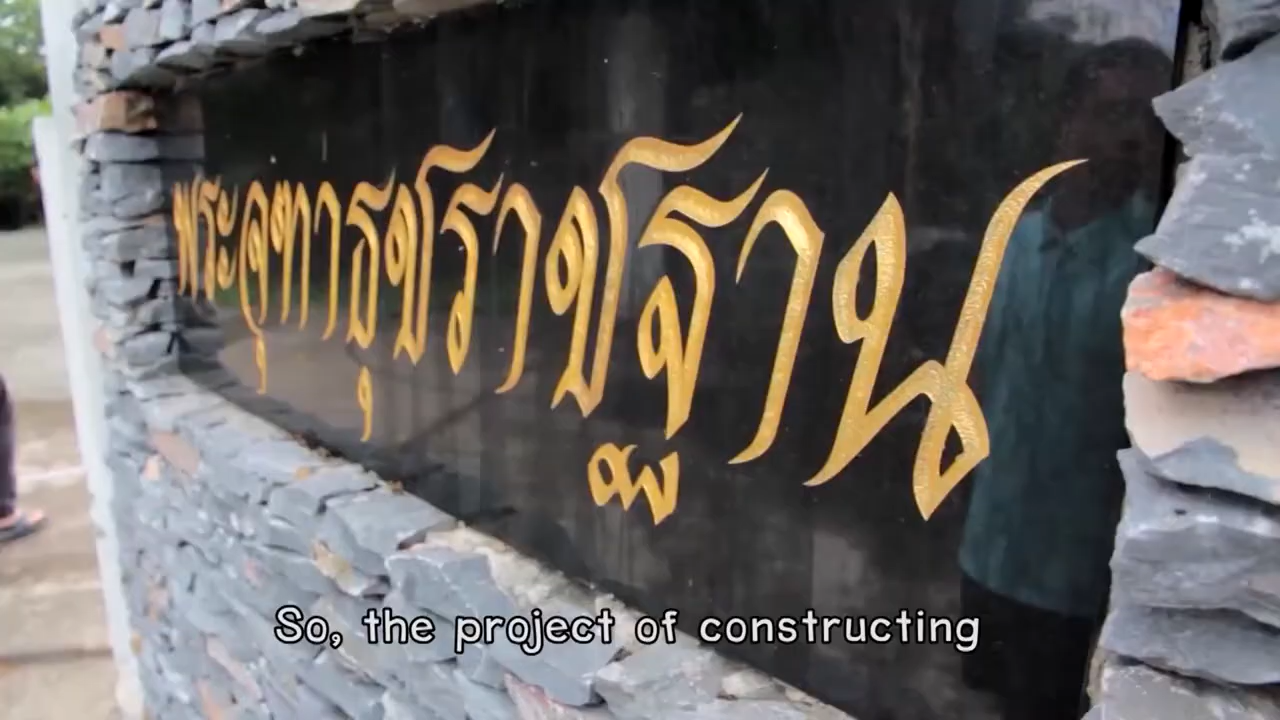 พระจุฑาธุชราชฐาน
So, the project of constructing